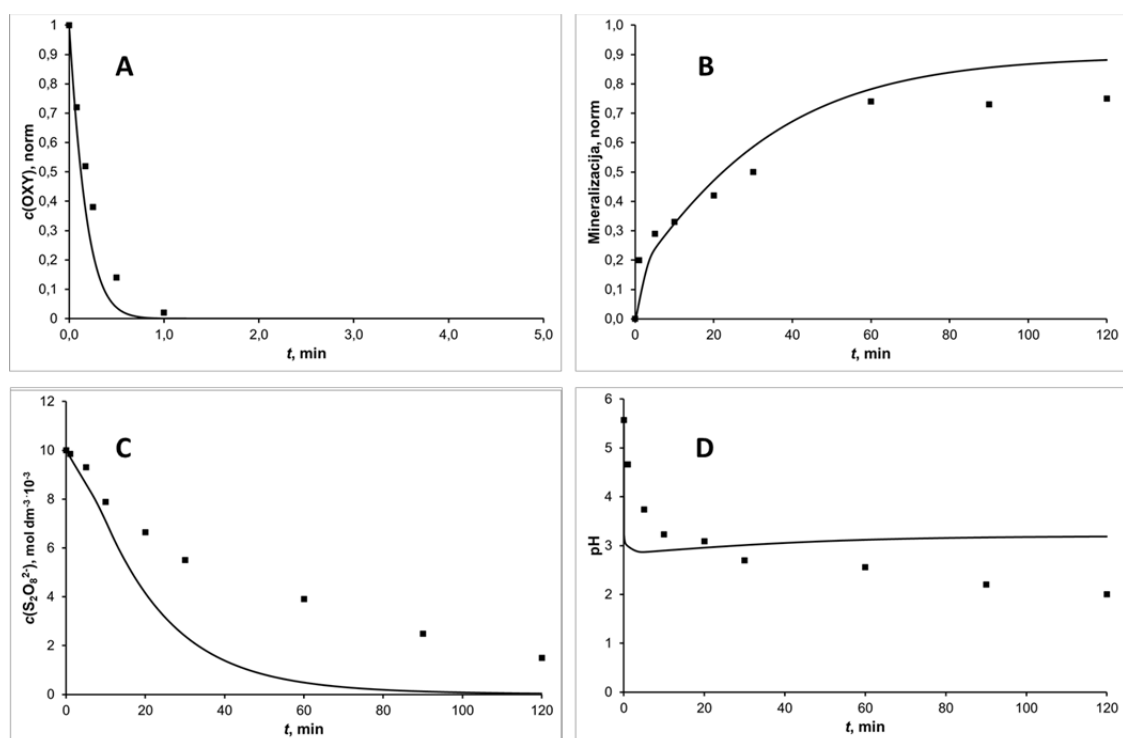 A
c(OXY), norm
1
0,9
0,8
0,7
0,6
0,5
0,4
0,3
0,2
0,1
0
0,0 1,0 2,0 3,0 4,0 5,0
t, min
B
Mineralizacija, norm
1,0
0,9
0,8
0,7
0,6
0,5
0,4
0,3
0,2
0,1
0,0
0 20 40 60 80 100 120
t, min
C
c(S₂O₈²⁻), mol dm⁻³·10⁻³
12
10
8
6
4
2
0
0 20 40 60 80 100 120
t, min
D
pH
6
5
4
3
2
1
0
0 20 40 60 80 100 120
t, min